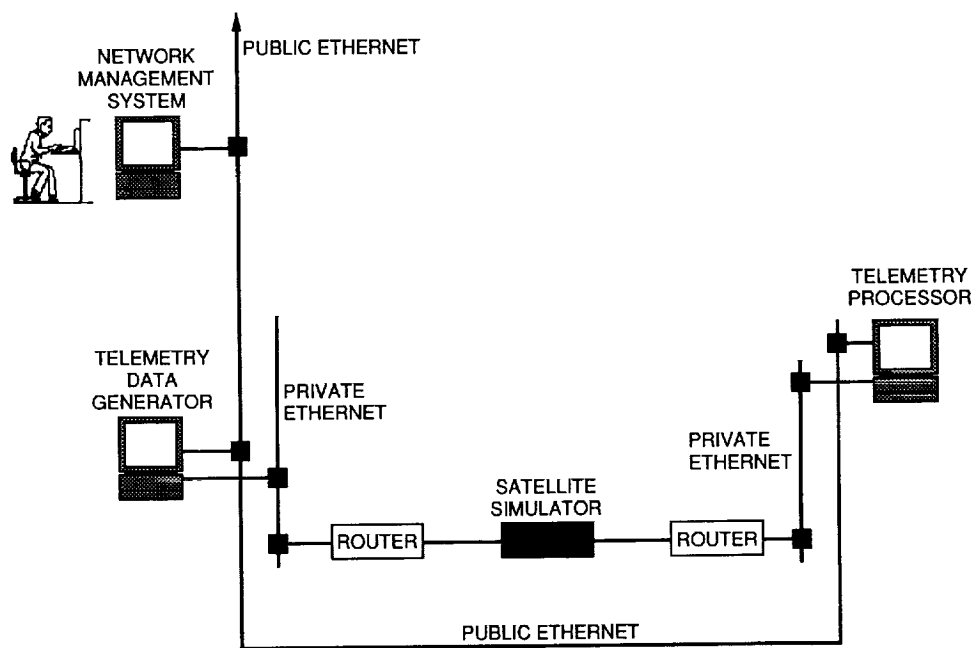 PUBLIC ETHERNET
NETWORK
MANAGEMENT
SYSTEM
TELEMETRY
PROCESSOR
TELEMETRY
DATA
GENERATOR
PRIVATE
ETHERNET
PRIVATE
ETHERNET
SATELLITE
SIMULATOR
ROUTER
ROUTER
PUBLIC ETHERNET